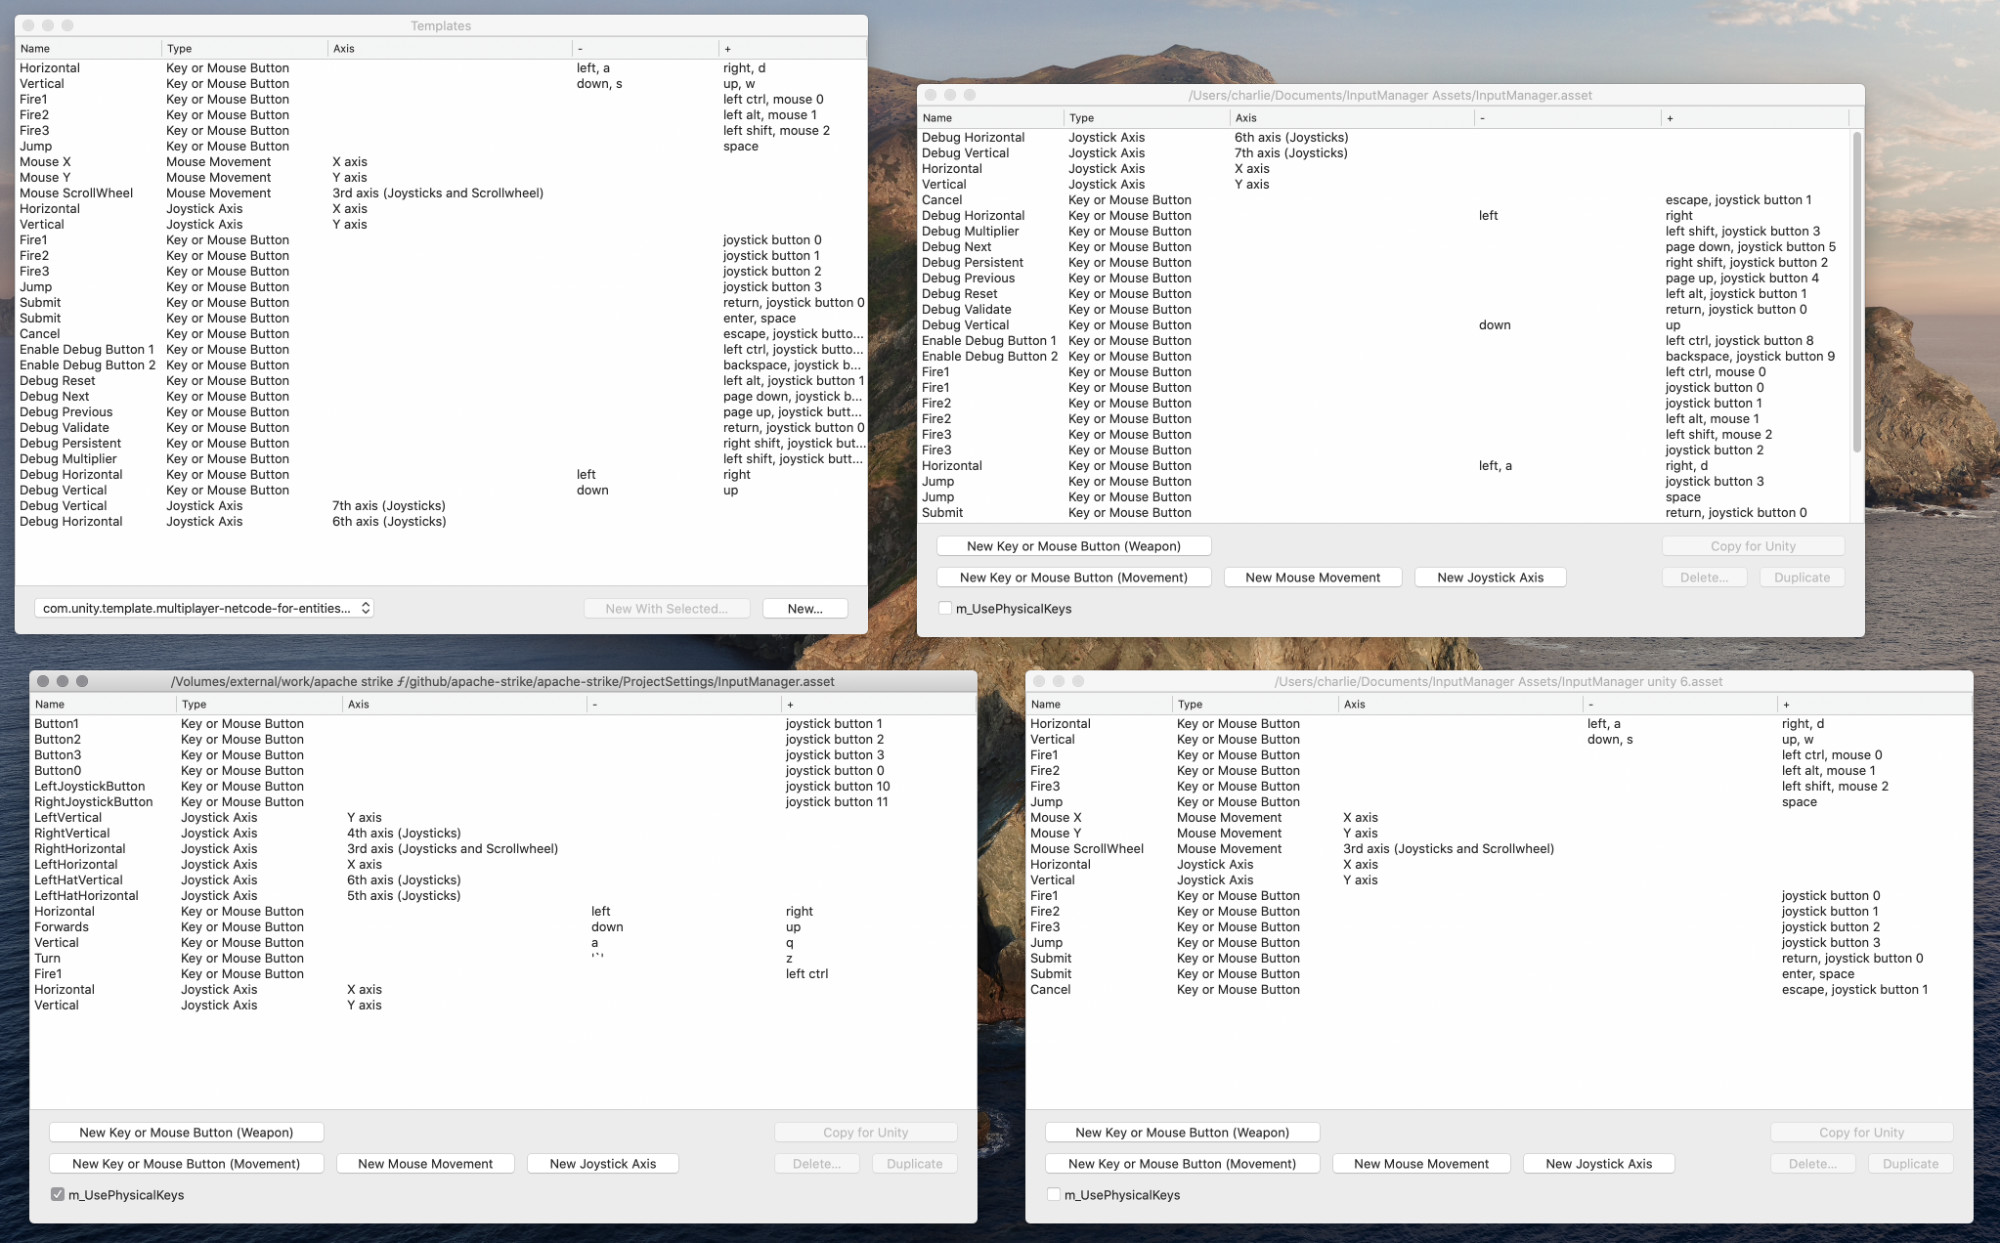 Templates
Name Type Axis - +
Horizontal Key or Mouse Button left, a right, d
Vertical Key or Mouse Button down, s up, w
Fire1 Key or Mouse Button left ctrl, mouse 0
Fire2 Key or Mouse Button left alt, mouse 1
Fire3 Key or Mouse Button left shift, mouse 2
Jump Key or Mouse Button space
Mouse X Mouse Movement X axis
Mouse Y Mouse Movement Y axis
Mouse ScrollWheel Mouse Movement 3rd axis (Joysticks and Scrollwheel)
Horizontal Joystick Axis X axis
Vertical Joystick Axis Y axis
Fire1 Key or Mouse Button joystick button 0
Fire2 Key or Mouse Button joystick button 1
Fire3 Key or Mouse Button joystick button 2
Jump Key or Mouse Button joystick button 3
Submit Key or Mouse Button return, joystick button 0
Submit Key or Mouse Button enter, space
Cancel Key or Mouse Button escape, joystick butto...
Enable Debug Button 1 Key or Mouse Button left ctrl, joystick butto...
Enable Debug Button 2 Key or Mouse Button backspace, joystick b...
Debug Reset Key or Mouse Button left alt, joystick button 1
Debug Next Key or Mouse Button page down, joystick b...
Debug Previous Key or Mouse Button page up, joystick butt...
Debug Validate Key or Mouse Button return, joystick button 0
Debug Persistent Key or Mouse Button right shift, joystick but...
Debug Multiplier Key or Mouse Button left shift, joystick butt...
Debug Horizontal Key or Mouse Button left right
Debug Vertical Key or Mouse Button down up
Debug Vertical Joystick Axis 7th axis (Joysticks)
Debug Horizontal Joystick Axis 6th axis (Joysticks)
com.unity.template.multiplayer-netcode-for-entities... New With Selected... New...
/Users/charlie/Documents/InputManager Assets/InputManager.asset
Name Type Axis - +
Debug Horizontal Joystick Axis 6th axis (Joysticks)
Debug Vertical Joystick Axis 7th axis (Joysticks)
Horizontal Joystick Axis X axis
Vertical Joystick Axis Y axis
Cancel Key or Mouse Button escape, joystick button 1
Debug Horizontal Key or Mouse Button left right
Debug Multiplier Key or Mouse Button left shift, joystick button 3
Debug Next Key or Mouse Button page down, joystick button 5
Debug Persistent Key or Mouse Button right shift, joystick button 2
Debug Previous Key or Mouse Button page up, joystick button 4
Debug Reset Key or Mouse Button left alt, joystick button 1
Debug Validate Key or Mouse Button return, joystick button 0
Debug Vertical Key or Mouse Button down up
Enable Debug Button 1 Key or Mouse Button left ctrl, joystick button 8
Enable Debug Button 2 Key or Mouse Button backspace, joystick button 9
Fire1 Key or Mouse Button left ctrl, mouse 0
Fire1 Key or Mouse Button joystick button 0
Fire2 Key or Mouse Button joystick button 1
Fire2 Key or Mouse Button left alt, mouse 1
Fire3 Key or Mouse Button left shift, mouse 2
Fire3 Key or Mouse Button joystick button 2
Horizontal Key or Mouse Button left, a right, d
Jump Key or Mouse Button joystick button 3
Jump Key or Mouse Button space
Submit Key or Mouse Button return, joystick button 0
New Key or Mouse Button (Weapon) Copy for Unity
New Key or Mouse Button (Movement) New Mouse Movement New Joystick Axis Delete... Duplicate
m_UsePhysicalKeys
/Volumes/external/work/apache strike ⨍/github/apache-strike/apache-strike/ProjectSettings/InputManager.asset
Name Type Axis - +
Button1 Key or Mouse Button joystick button 1
Button2 Key or Mouse Button joystick button 2
Button3 Key or Mouse Button joystick button 3
Button0 Key or Mouse Button joystick button 0
LeftJoystickButton Key or Mouse Button joystick button 10
RightJoystickButton Key or Mouse Button joystick button 11
LeftVertical Joystick Axis Y axis
RightVertical Joystick Axis 4th axis (Joysticks)
RightHorizontal Joystick Axis 3rd axis (Joysticks and Scrollwheel)
LeftHorizontal Joystick Axis X axis
LeftHatVertical Joystick Axis 6th axis (Joysticks)
LeftHatHorizontal Joystick Axis 5th axis (Joysticks)
Horizontal Key or Mouse Button left right
Forwards Key or Mouse Button down up
Vertical Key or Mouse Button a q
Turn Key or Mouse Button '`' z
Fire1 Key or Mouse Button left ctrl
Horizontal Joystick Axis X axis
Vertical Joystick Axis Y axis
New Key or Mouse Button (Weapon) Copy for Unity
New Key or Mouse Button (Movement) New Mouse Movement New Joystick Axis Delete... Duplicate
m_UsePhysicalKeys
/Users/charlie/Documents/InputManager Assets/InputManager unity 6.asset
Name Type Axis - +
Horizontal Key or Mouse Button left, a right, d
Vertical Key or Mouse Button down, s up, w
Fire1 Key or Mouse Button left ctrl, mouse 0
Fire2 Key or Mouse Button left alt, mouse 1
Fire3 Key or Mouse Button left shift, mouse 2
Jump Key or Mouse Button space
Mouse X Mouse Movement X axis
Mouse Y Mouse Movement Y axis
Mouse ScrollWheel Mouse Movement 3rd axis (Joysticks and Scrollwheel)
Horizontal Joystick Axis X axis
Vertical Joystick Axis Y axis
Fire1 Key or Mouse Button joystick button 0
Fire2 Key or Mouse Button joystick button 1
Fire3 Key or Mouse Button joystick button 2
Jump Key or Mouse Button joystick button 3
Submit Key or Mouse Button return, joystick button 0
Submit Key or Mouse Button enter, space
Cancel Key or Mouse Button escape, joystick button 1
New Key or Mouse Button (Weapon) Copy for Unity
New Key or Mouse Button (Movement) New Mouse Movement New Joystick Axis Delete... Duplicate
m_UsePhysicalKeys